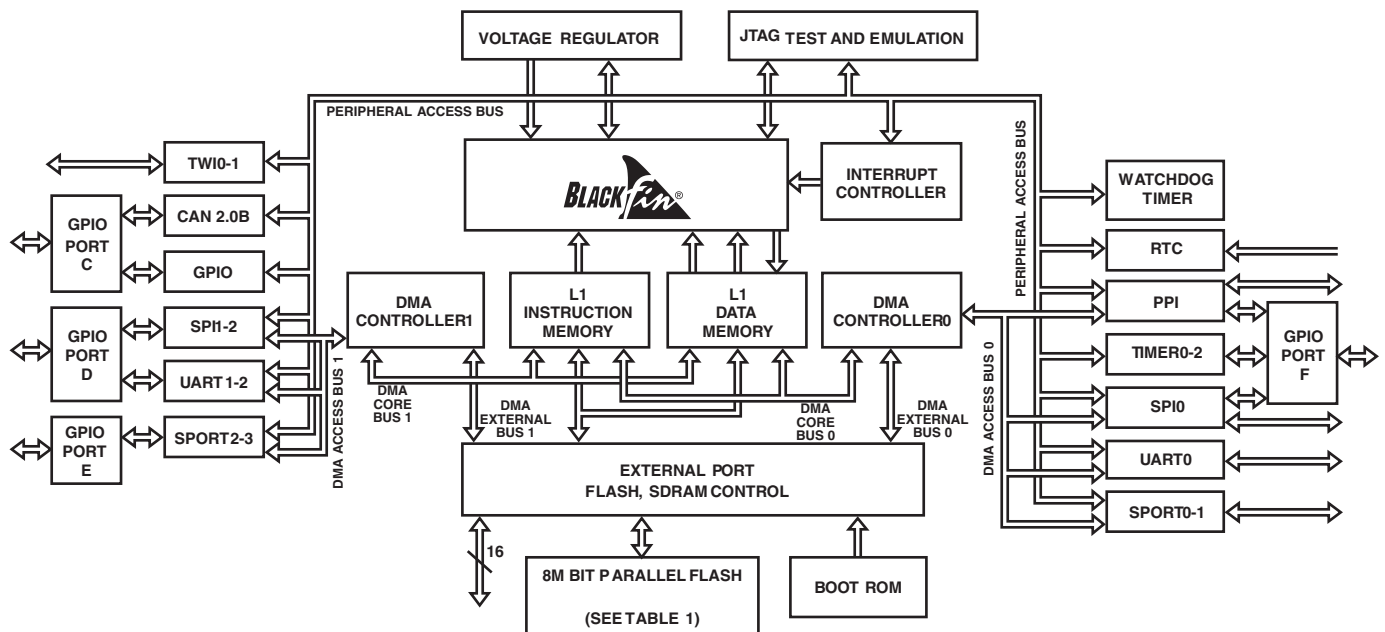 VOLTAGE REGULATOR
JTAG TEST AND EMULATION
PERIPHERAL ACCESS BUS
TWI0-1
CAN 2.0B
GPIO
SPI1-2
UART 1-2
SPORT2-3
GPIO
PORT
C
GPIO
PORT
D
GPIO
PORT
E
BLACKfin®
INTERRUPT
CONTROLLER
PERIPHERAL ACCESS BUS
WATCHDOG
TIMER
RTC
PPI
TIMER0-2
SPI0
UART0
SPORT0-1
GPIO
PORT
F
DMA
CONTROLLER1
L1
INSTRUCTION
MEMORY
L1
DATA
MEMORY
DMA
CONTROLLER0
DMA ACCESS BUS 1
DMA
CORE
BUS 1
DMA
EXTERNAL
BUS 1
DMA
CORE
BUS 0
DMA
EXTERNAL
BUS 0
DMA ACCESS BUS 0
EXTERNAL PORT
FLASH, SDRAM CONTROL
16
8M BIT PARALLEL FLASH
(SEE TABLE 1)
BOOT ROM